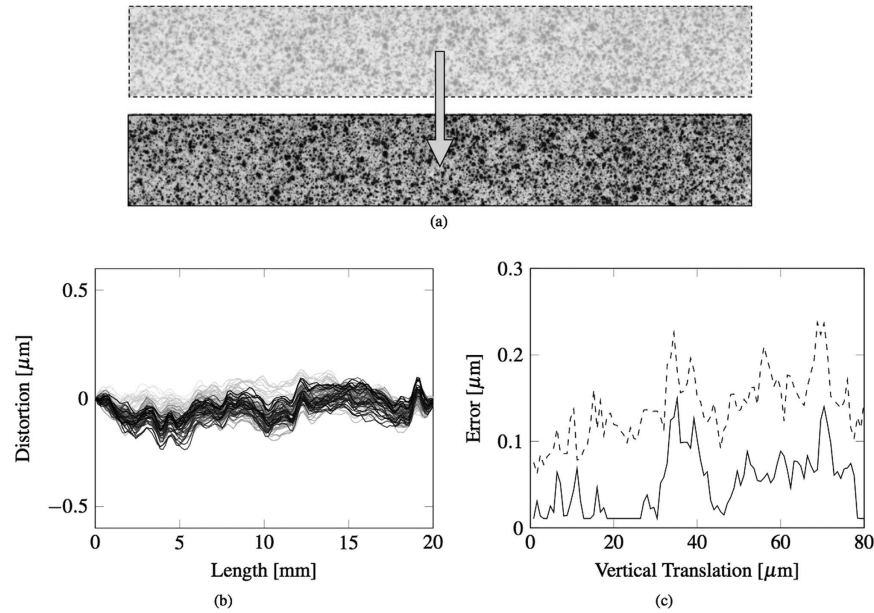 (a)
0.5
0
−0.5
Distortion [μm]
0 5 10 15 20
Length [mm]
(b)
0.3
0.2
0.1
0
Error [μm]
0 20 40 60 80
Vertical Translation [μm]
(c)